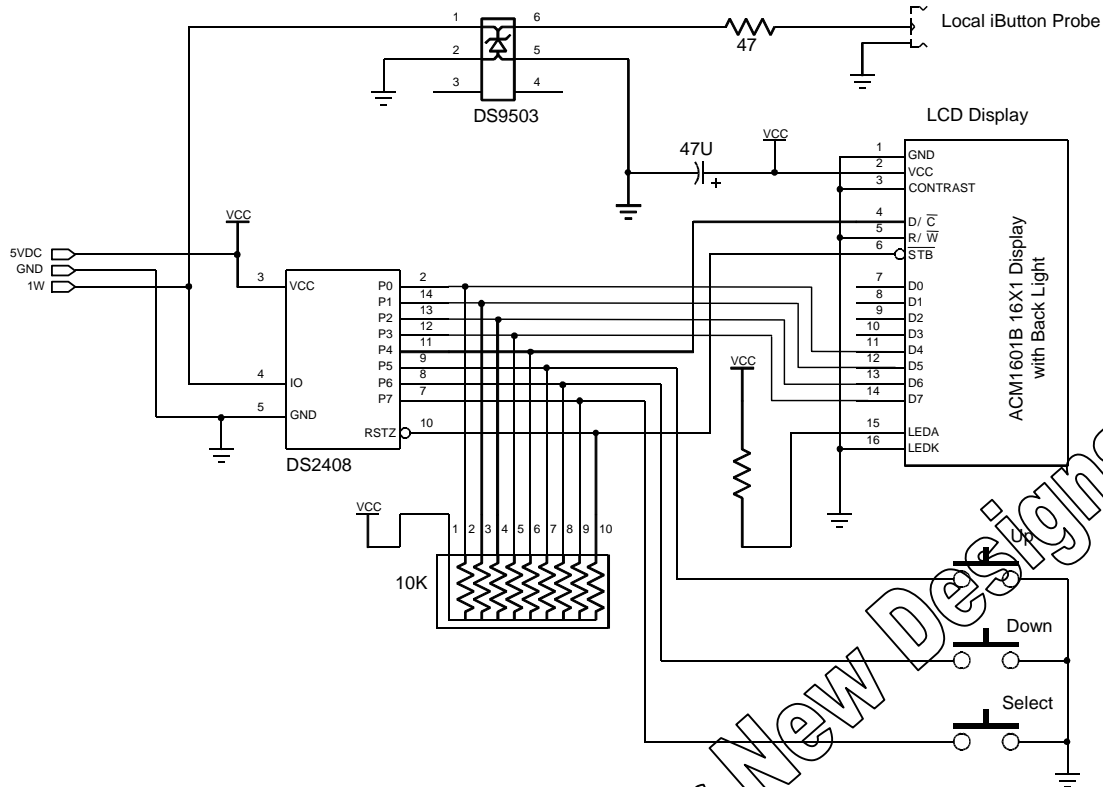 1
6
Local iButton Probe
47
2
5
3
4
DS9503
LCD Display
VCC
47U
+
1
GND
2
VCC
3
CONTRAST
4
D/ C
5
R/ W
6
STB
7
D0
8
D1
9
D2
10
D3
11
D4
12
D5
13
D6
14
D7
15
LEDA
16
LEDK
ACM1601B 16X1 Display
with Back Light
VCC
5VDC
GND
1W
3
VCC
4
IO
5
GND
P0
2
P1
14
P2
13
P3
12
P4
11
P5
9
P6
8
P7
7
RSTZ
10
DS2408
VCC
VCC
1 2 3 4 5 6 7 8 9 10
10K
Up
Down
Select
New Designs